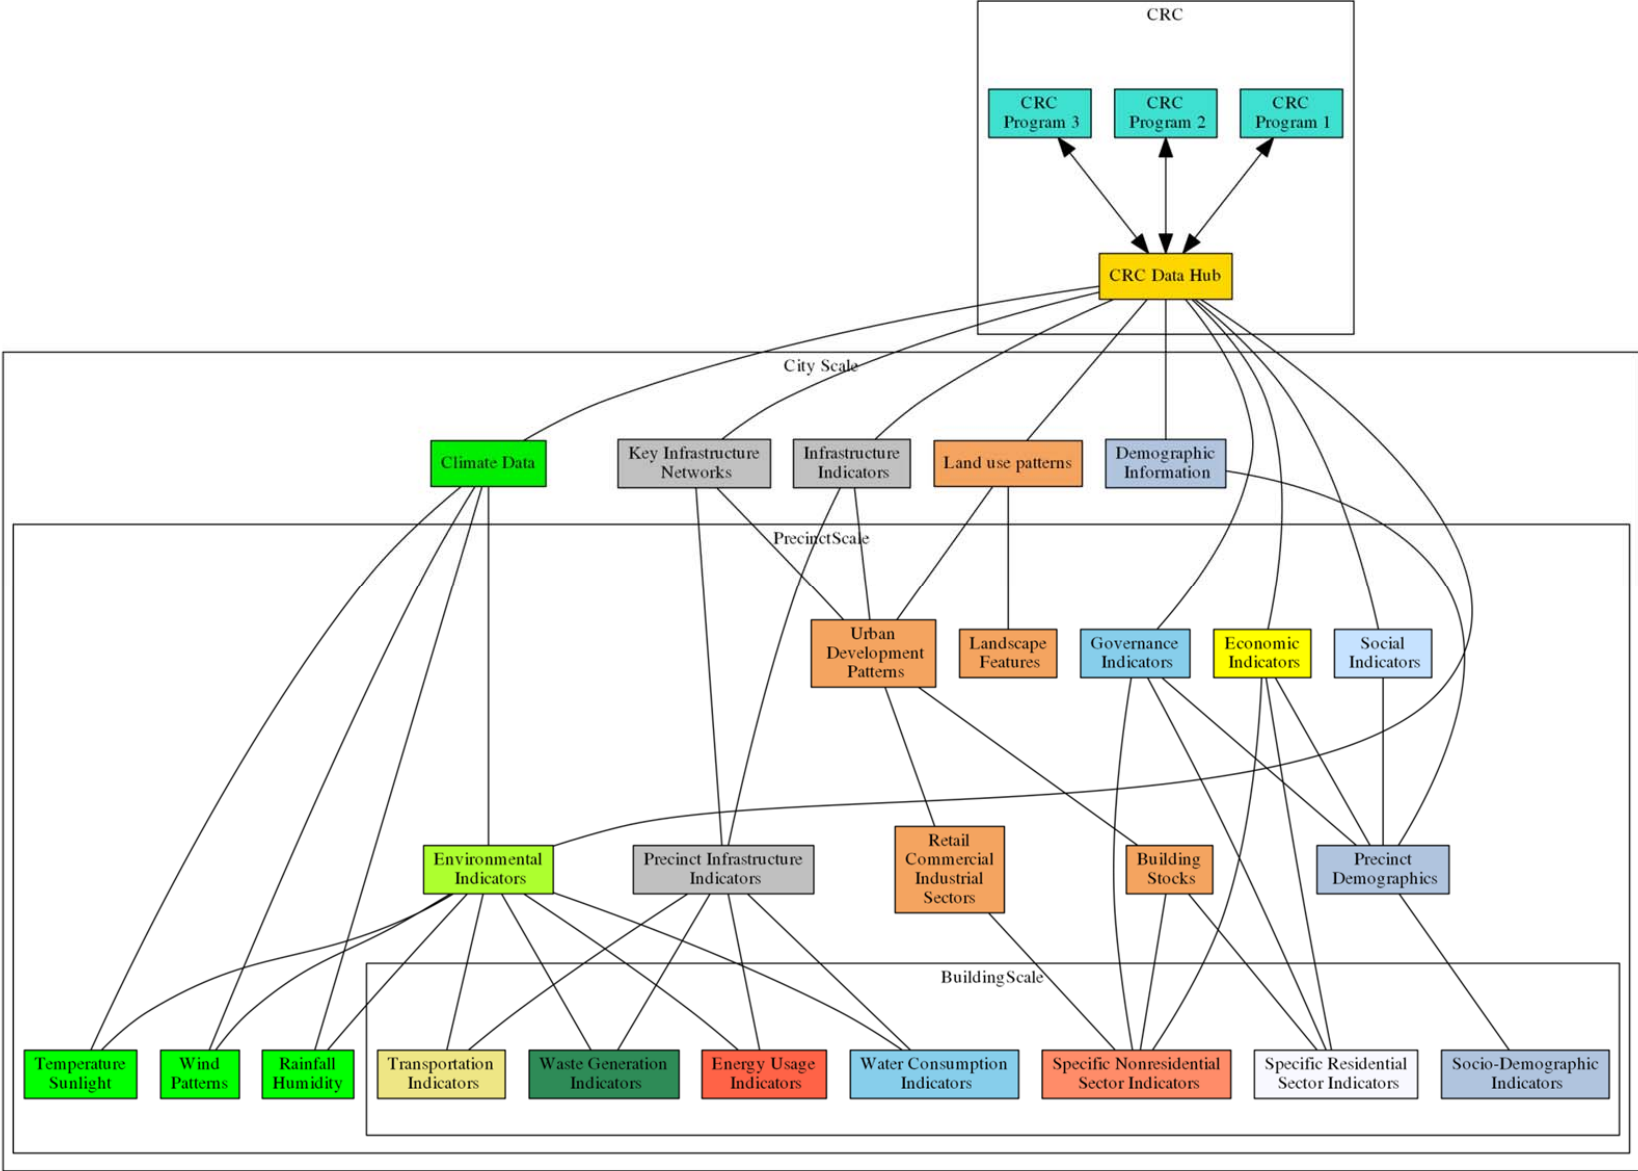 CRC
CRC
Program 3
CRC
Program 2
CRC
Program 1
CRC Data Hub
City Scale
Climate Data
Key Infrastructure
Networks
Infrastructure
Indicators
Land use patterns
Demographic
Information
PrecinctScale
Urban
Development
Patterns
Landscape
Features
Governance
Indicators
Economic
Indicators
Social
Indicators
Environmental
Indicators
Precinct Infrastructure
Indicators
Retail
Commercial
Industrial
Sectors
Building
Stocks
Precinct
Demographics
BuildingScale
Temperature
Sunlight
Wind
Patterns
Rainfall
Humidity
Transportation
Indicators
Waste Generation
Indicators
Energy Usage
Indicators
Water Consumption
Indicators
Specific Nonresidential
Sector Indicators
Specific Residential
Sector Indicators
Socio-Demographic
Indicators